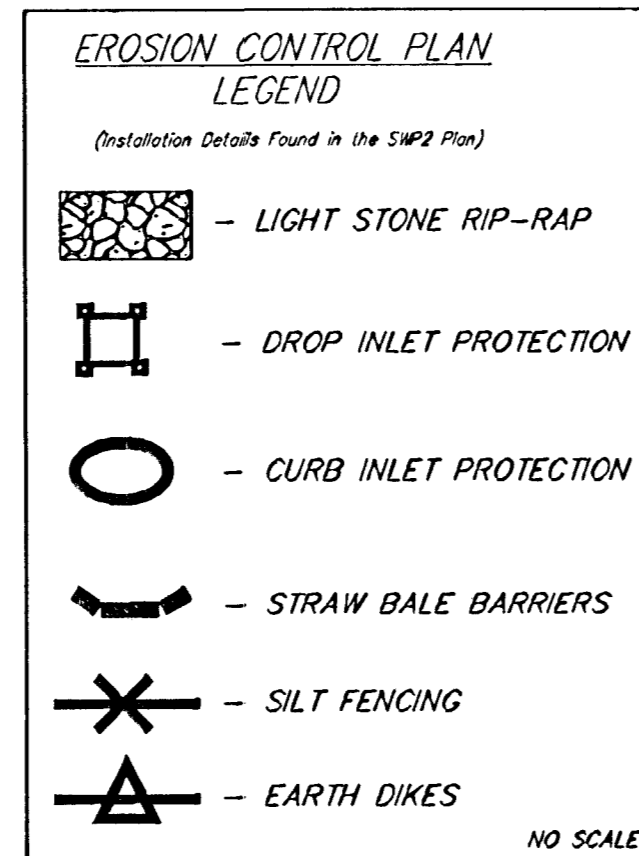 EROSION CONTROL PLAN
LEGEND
(Installation Details Found in the SWP2 Plan)
- LIGHT STONE RIP-RAP
- DROP INLET PROTECTION
- CURB INLET PROTECTION
- STRAW BALE BARRIERS
- SILT FENCING
- EARTH DIKES
NO SCALE